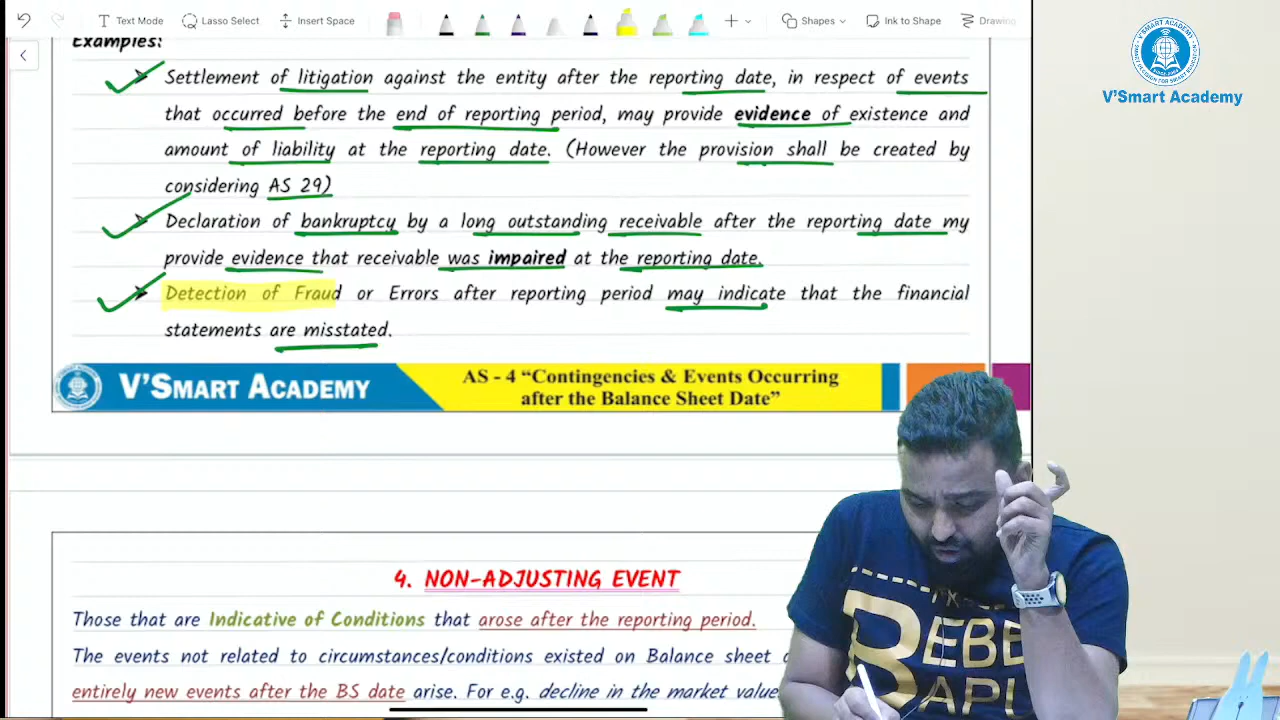 Text Mode Lasso Select Insert Space Shapes Ink to Shape Drawing
V'SMART ACADEMY
V'Smart Academy
Examples:
Settlement of litigation against the entity after the reporting date, in respect of events
that occurred before the end of reporting period, may provide evidence of existence and
amount of liability at the reporting date. (However the provision shall be created by
considering AS 29)
Declaration of bankruptcy by a long outstanding receivable after the reporting date my
provide evidence that receivable was impaired at the reporting date.
Detection of Fraud or Errors after reporting period may indicate that the financial
statements are misstated.
V'SMART ACADEMY
AS - 4 “Contingencies & Events Occurring
after the Balance Sheet Date”
4. NON-ADJUSTING EVENT
Those that are Indicative of Conditions that arose after the reporting period.
The events not related to circumstances/conditions existed on Balance sheet
entirely new events after the BS date arise. For e.g. decline in the market value